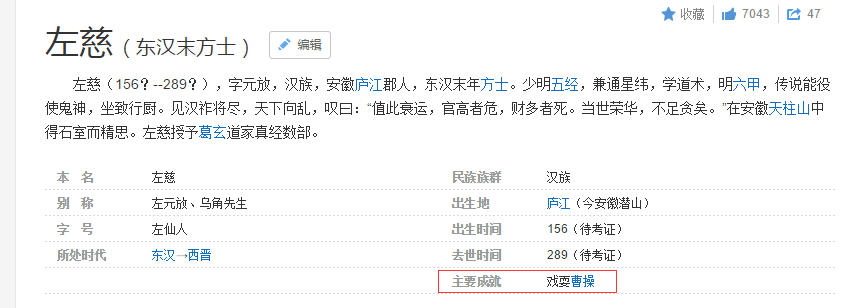 收藏 7043 47
左慈（东汉末方士） 编辑
左慈（156？--289？），字元放，汉族，安徽庐江郡人，东汉末年方士。少明五经，兼通星纬，学道术，明六甲，传说能役
使鬼神，坐致行厨。见汉祚将尽，天下向乱，叹曰：“值此衰运，官高者危，财多者死。当世荣华，不足贪矣。”在安徽天柱山中
得石室而精思。左慈授予葛玄道家真经数部。
本 名 左慈 民族族群 汉族
别 称 左元放、乌角先生 出生地 庐江（今安徽潜山）
字 号 左仙人 出生时间 156（待考证）
所处时代 东汉→西晋 去世时间 289（待考证）
主要成就 戏耍曹操